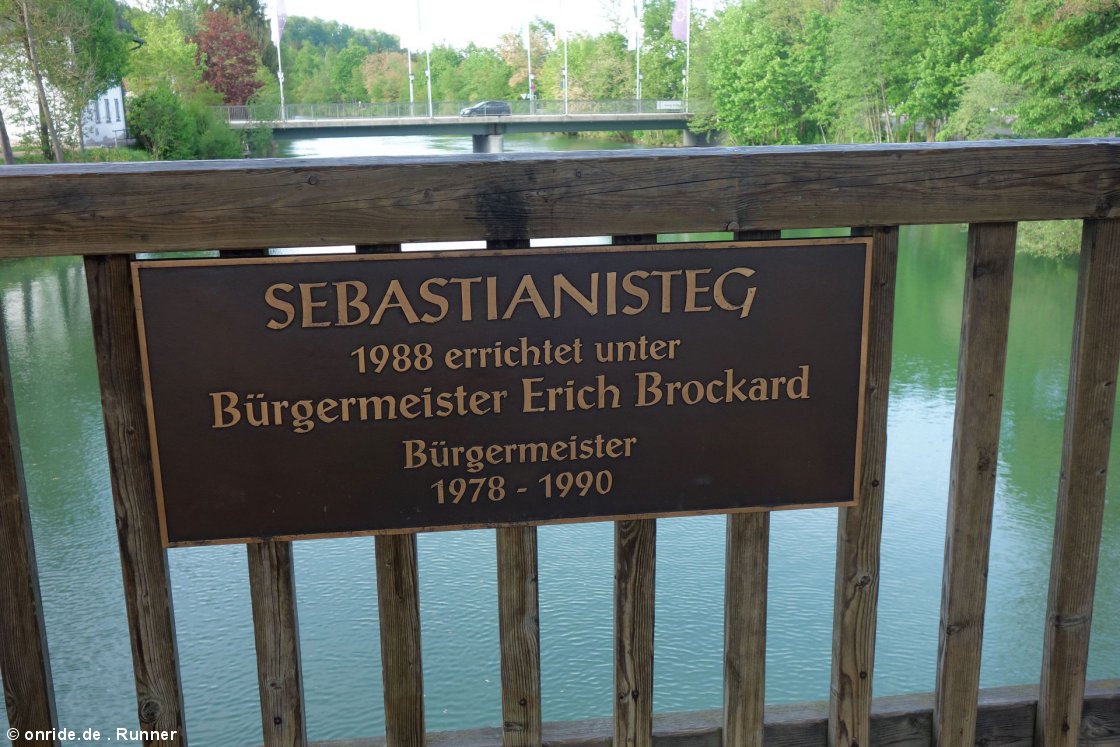 SEBASTIANISTEG
1988 errichtet unter
Bürgermeister Erich Brockard
Bürgermeister
1978 - 1990
onride.de . Runner